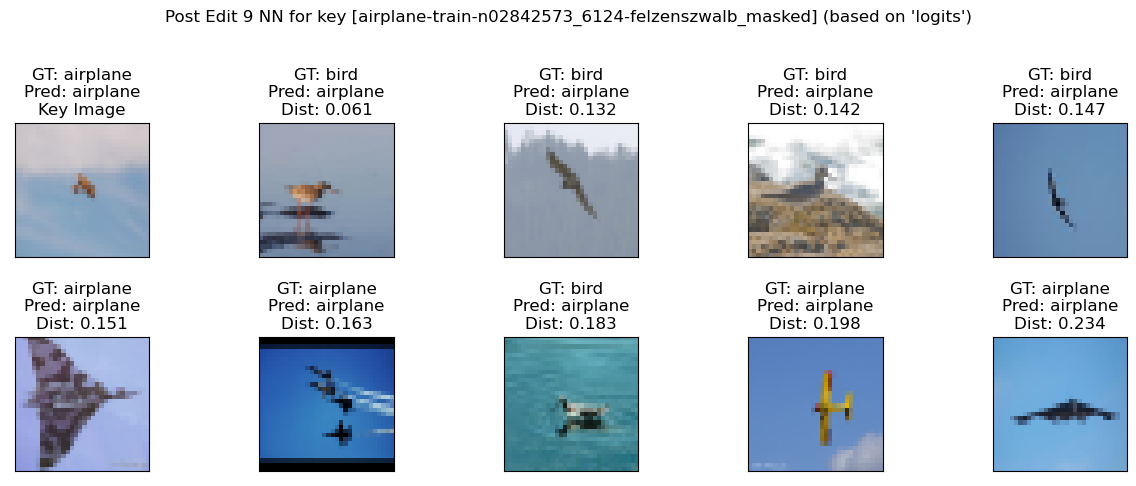 Post Edit 9 NN for key [airplane-train-n02842573_6124-felzenszwalb_masked] (based on 'logits')
GT: airplane
Pred: airplane
Key Image
GT: bird
Pred: airplane
Dist: 0.061
GT: bird
Pred: airplane
Dist: 0.132
GT: bird
Pred: airplane
Dist: 0.142
GT: bird
Pred: airplane
Dist: 0.147
GT: airplane
Pred: airplane
Dist: 0.151
GT: airplane
Pred: airplane
Dist: 0.163
GT: bird
Pred: airplane
Dist: 0.183
GT: airplane
Pred: airplane
Dist: 0.198
GT: airplane
Pred: airplane
Dist: 0.234